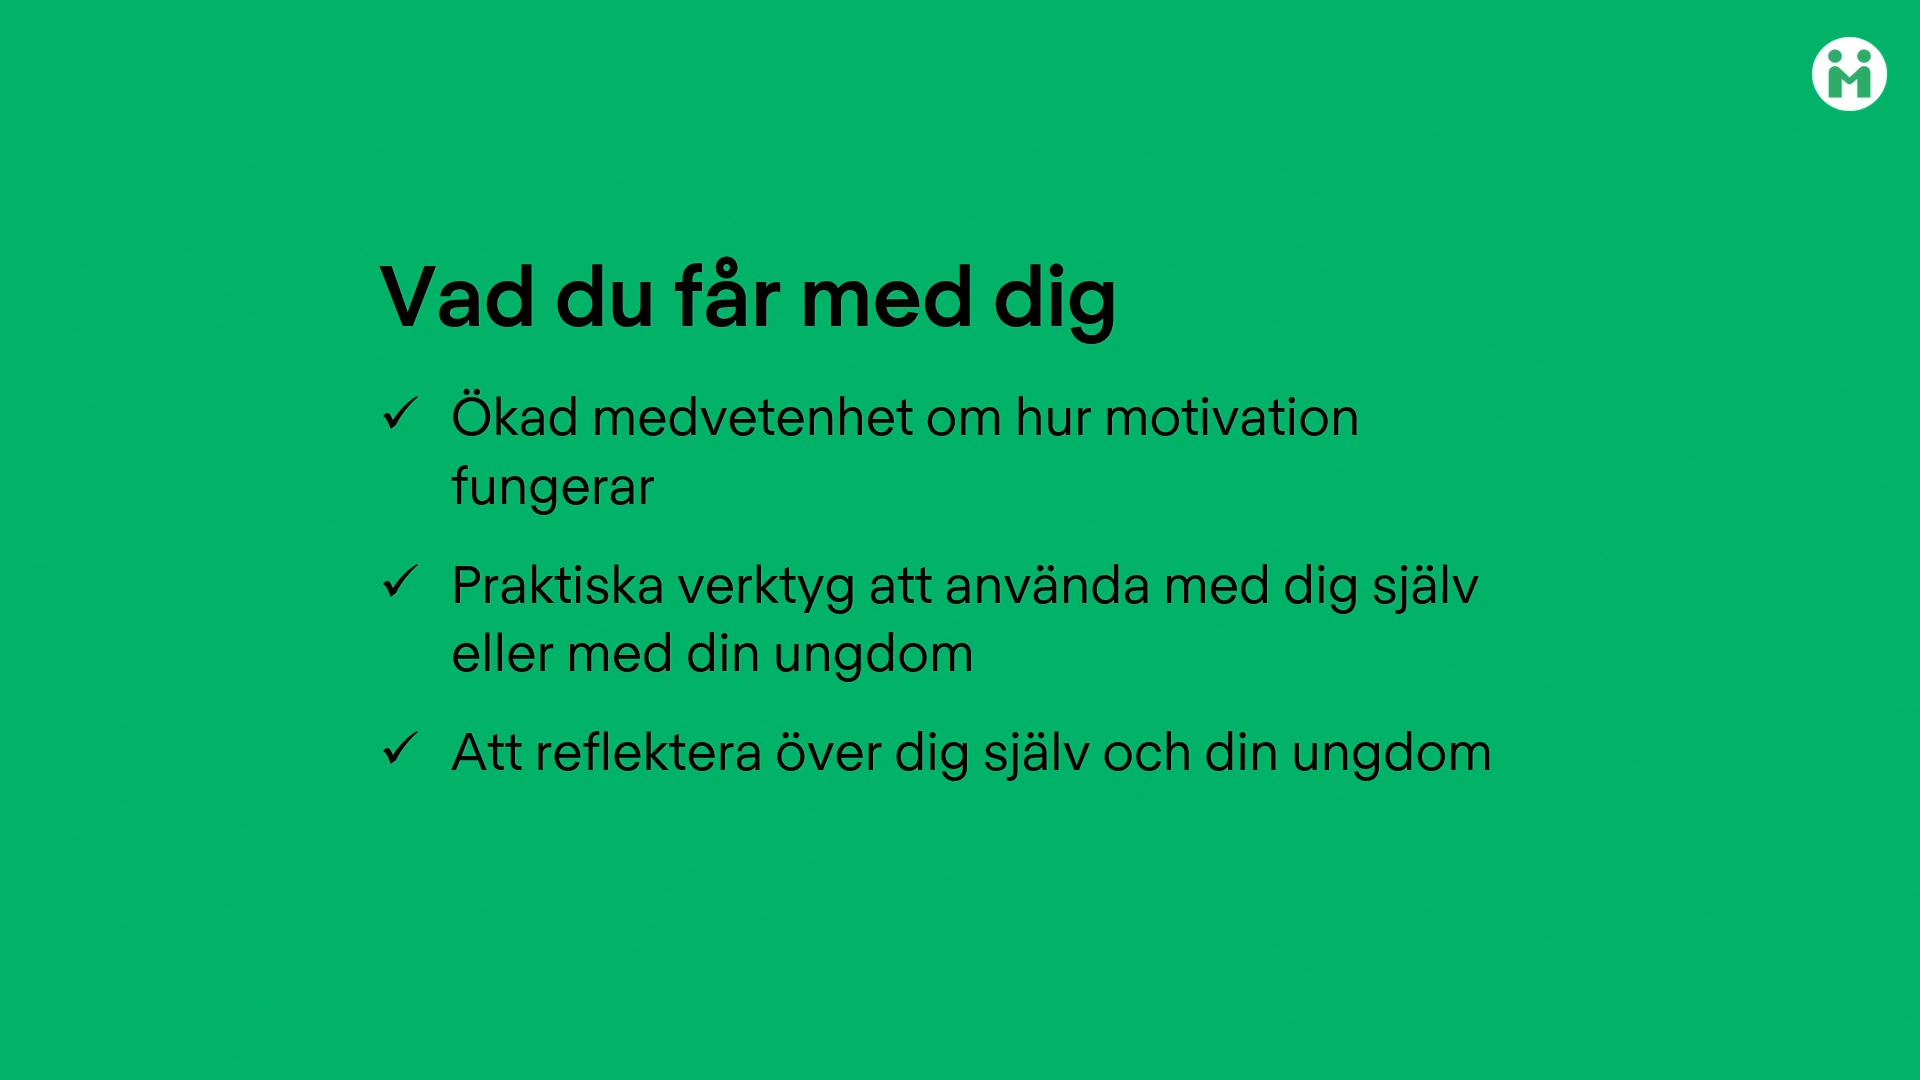 Vad du får med dig
✓ Ökad medvetenhet om hur motivation
fungerar
✓ Praktiska verktyg att använda med dig själv
eller med din ungdom
✓ Att reflektera över dig själv och din ungdom